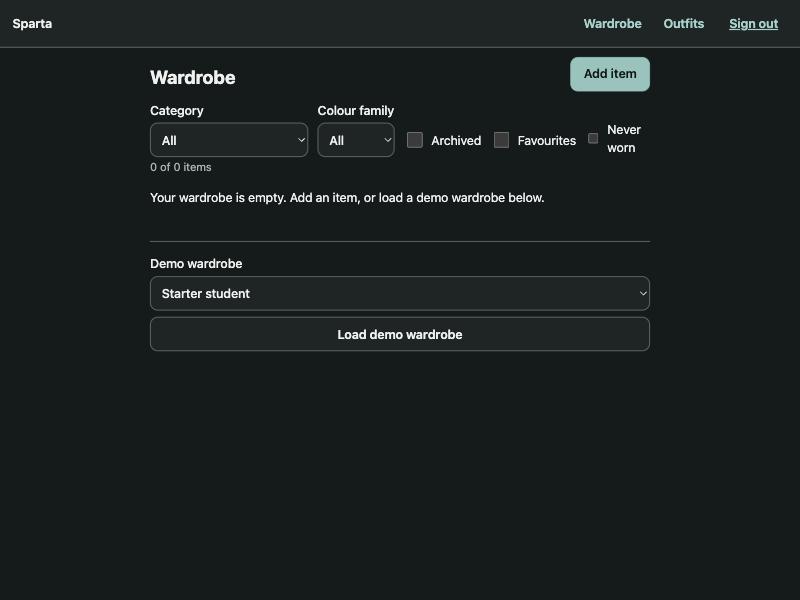 Sparta
Wardrobe
Outfits
Sign out
Wardrobe
Add item
Category
Colour family
All
All
Archived
Favourites
Never
worn
0 of 0 items
Your wardrobe is empty. Add an item, or load a demo wardrobe below.
Demo wardrobe
Starter student
Load demo wardrobe